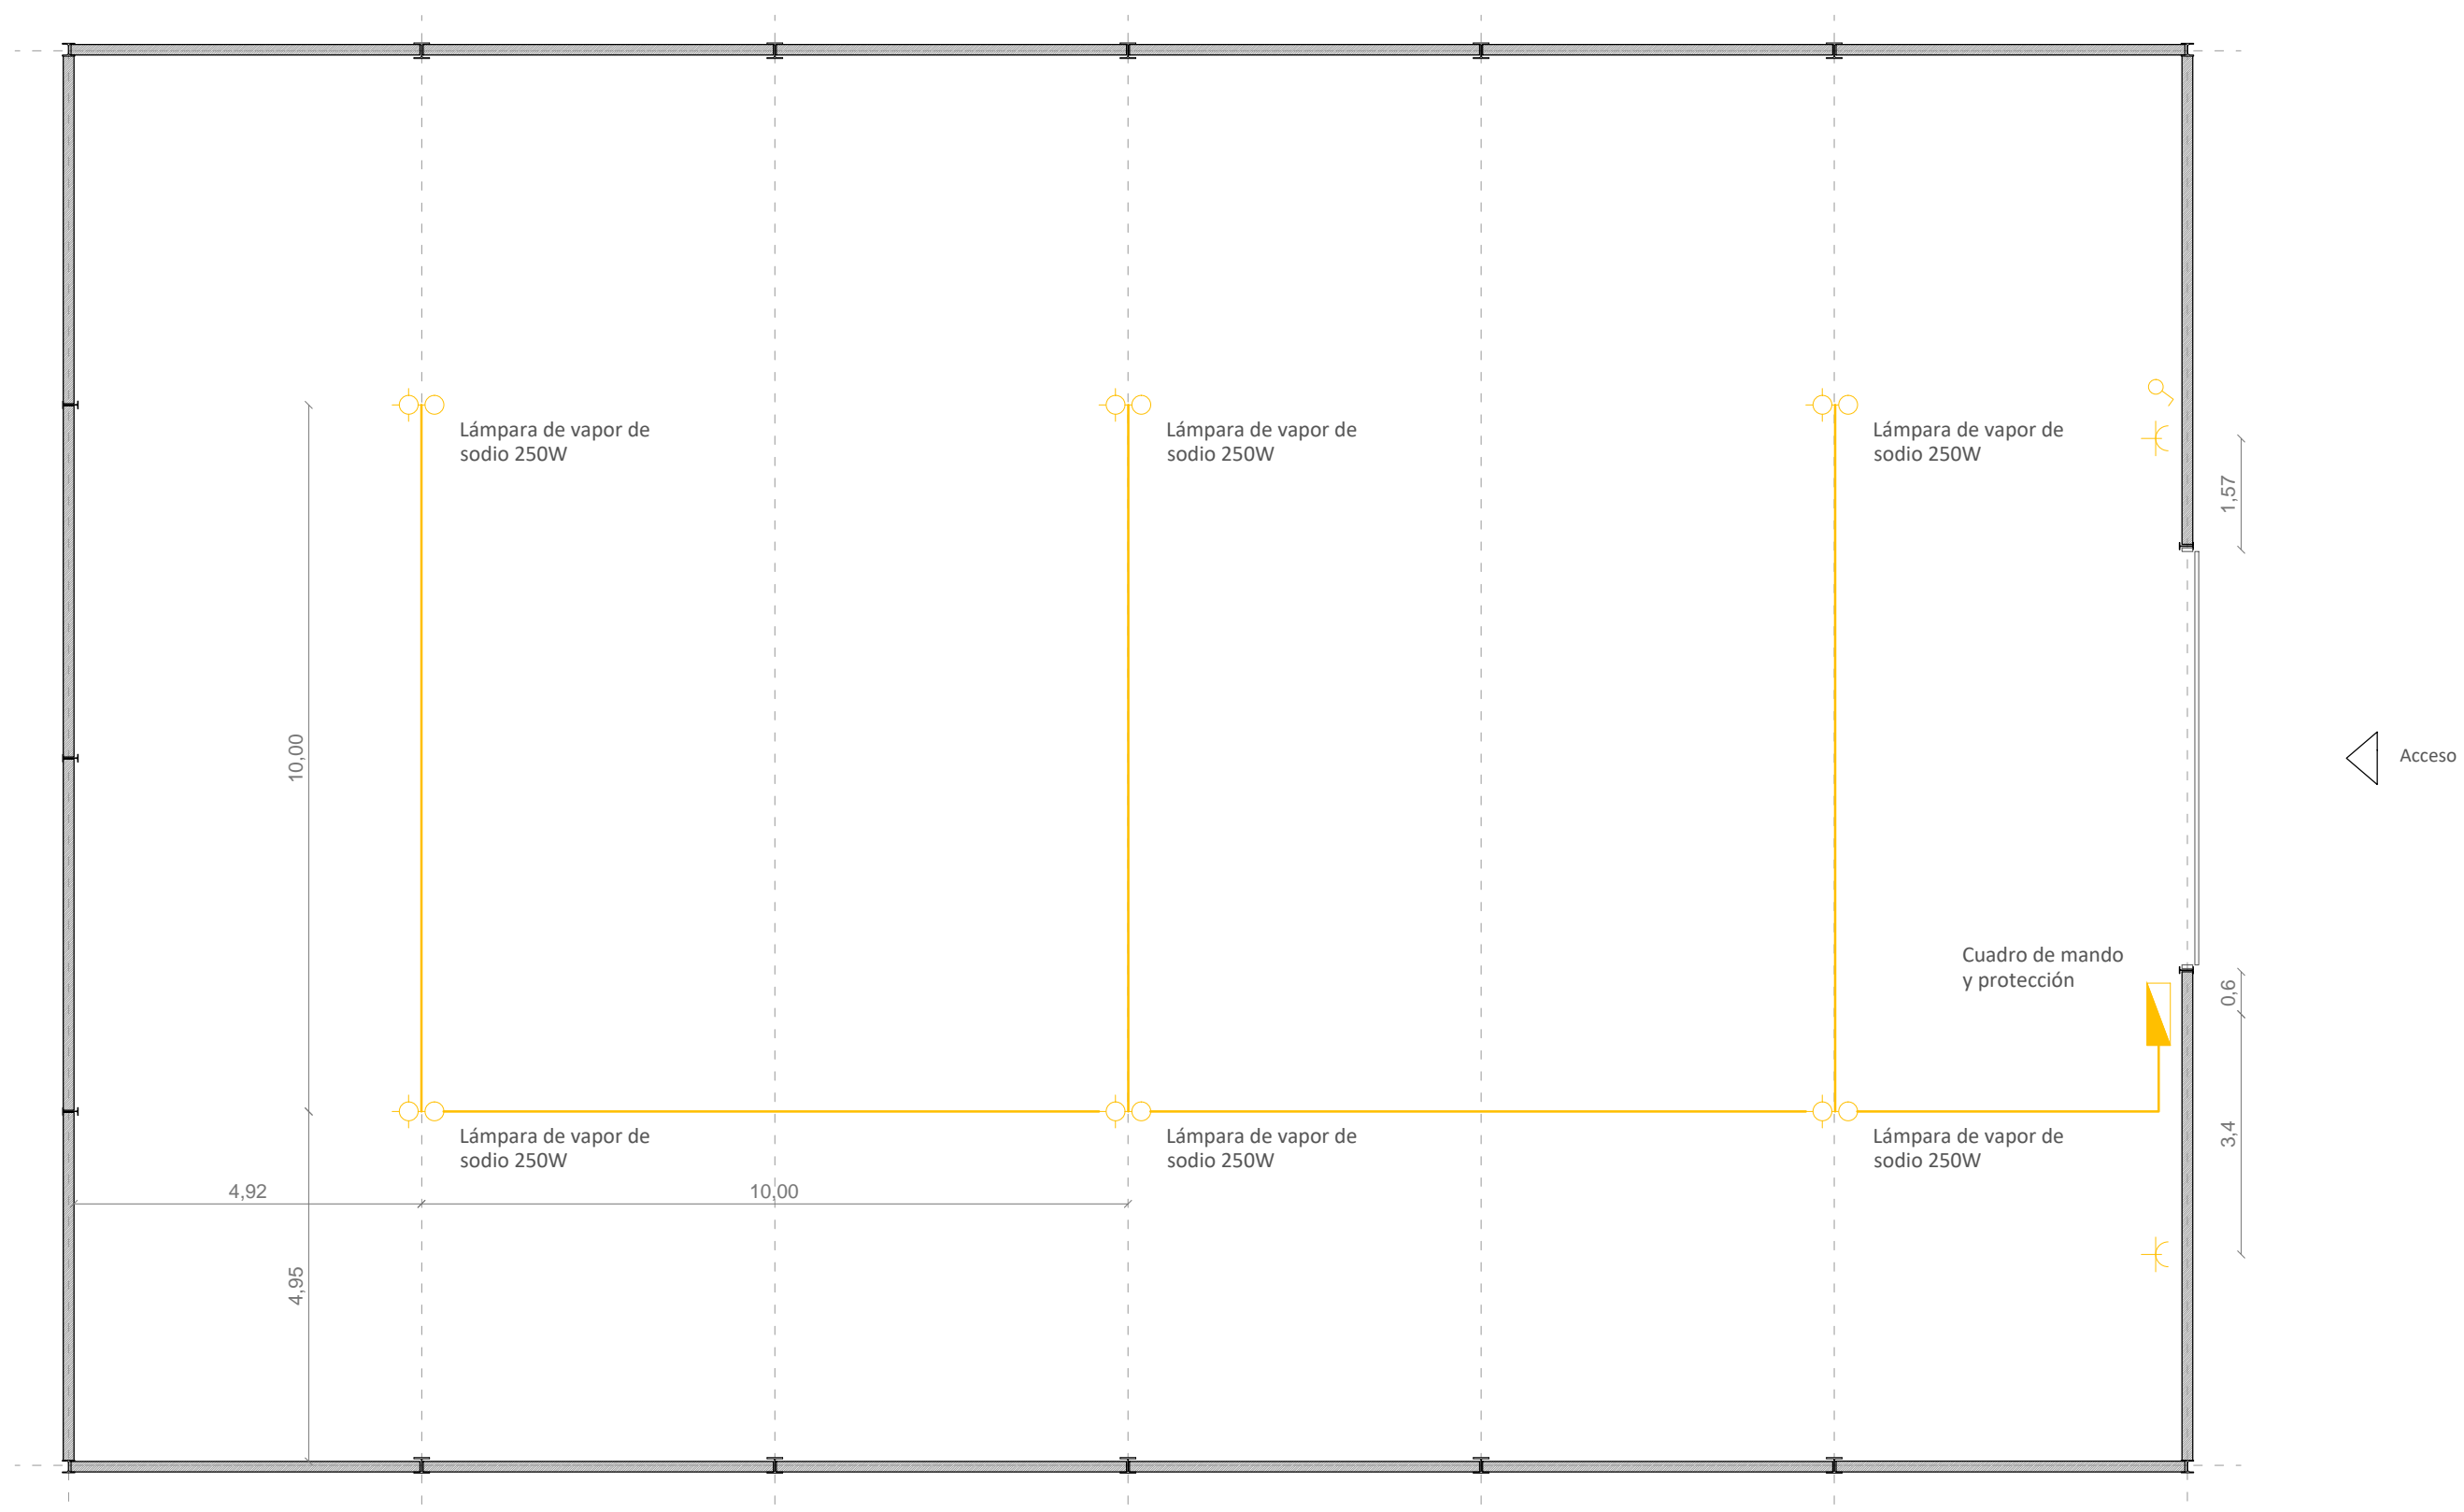 Lámpara de vapor de
sodio 250W
Lámpara de vapor de
sodio 250W
Lámpara de vapor de
sodio 250W
1,57
10,00
Acceso
Cuadro de mando
y protección
0,6
Lámpara de vapor de
sodio 250W
Lámpara de vapor de
sodio 250W
Lámpara de vapor de
sodio 250W
3,4
4,92
10,00
4,95